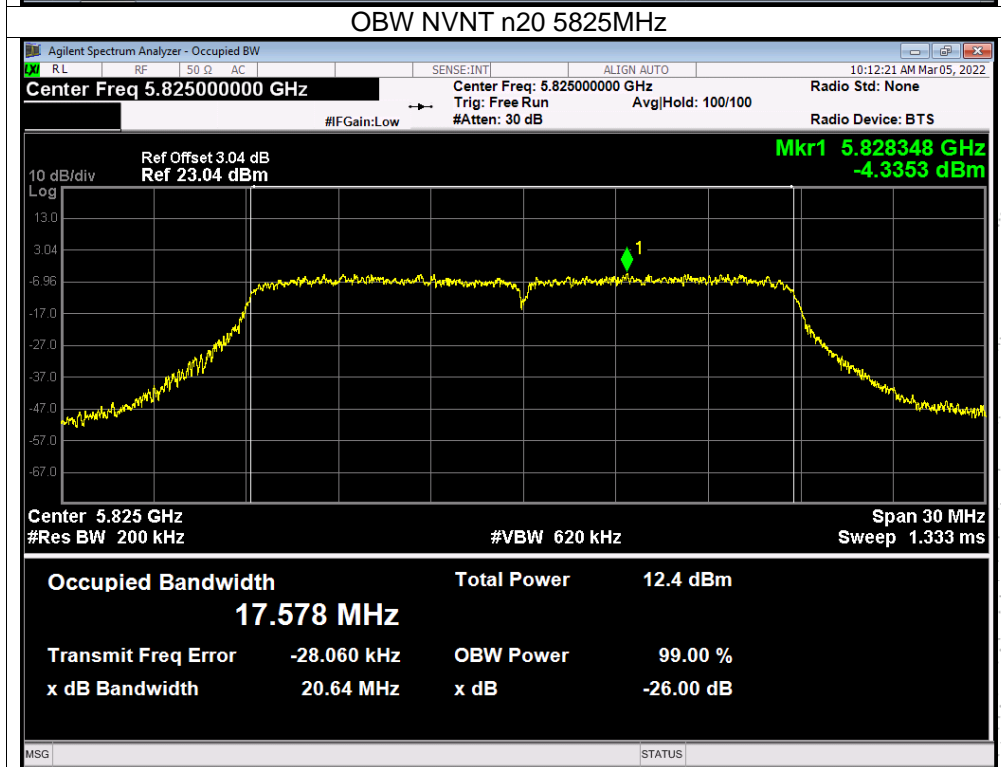 OBW NVNT n20 5825MHz
Agilent Spectrum Analyzer - Occupied BW
LXI RL RF 50 Ω AC SENSE:INT ALIGN AUTO 10:12:21 AM Mar 05, 2022
Center Freq 5.825000000 GHz Center Freq: 5.825000000 GHz Radio Std: None
Trig: Free Run Avg|Hold: 100/100
#IFGain:Low #Atten: 30 dB Radio Device: BTS
Mkr1 5.828348 GHz
-4.3353 dBm
Ref Offset 3.04 dB
10 dB/div Ref 23.04 dBm
Log
13.0
3.04
1
-6.96
-17.0
-27.0
-37.0
-47.0
-57.0
-67.0
Center 5.825 GHz Span 30 MHz
#Res BW 200 kHz #VBW 620 kHz Sweep 1.333 ms
Occupied Bandwidth Total Power 12.4 dBm
17.578 MHz
Transmit Freq Error -28.060 kHz OBW Power 99.00 %
x dB Bandwidth 20.64 MHz x dB -26.00 dB
MSG STATUS